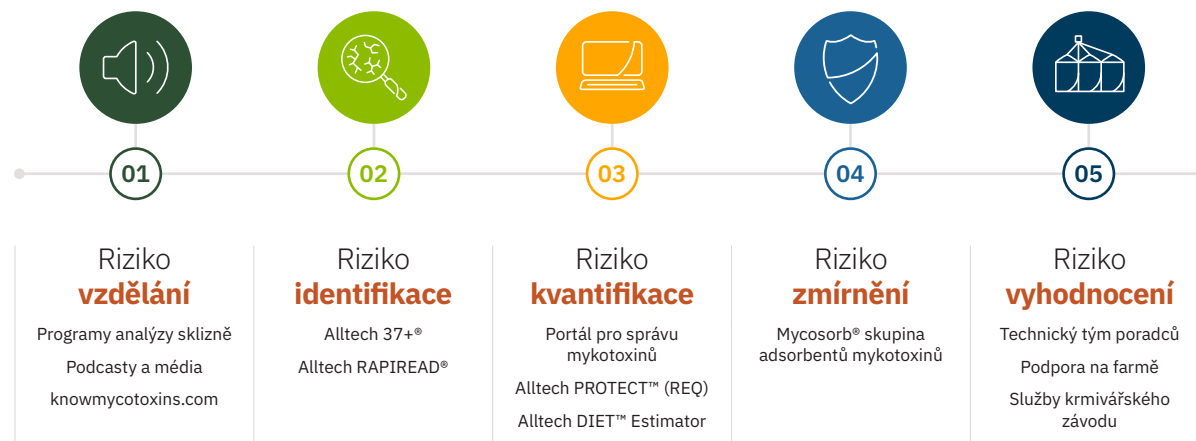 01
02
03
04
05
Riziko
vzdělání
Programy analýzy sklizně
Podcasty a média
knowmycotoxins.com
Riziko
identifikace
Alltech 37+®
Alltech RAPIREAD®
Riziko
kvantifikace
Portál pro správu
mykotoxinů
Alltech PROTECT™ (REQ)
Alltech DIET™ Estimator
Riziko
zmírnění
Mycosorb® skupina
adsorbentů mykotoxinů
Riziko
vyhodnocení
Technický tým poradců
Podpora na farmě
Služby krmivářského
závodu